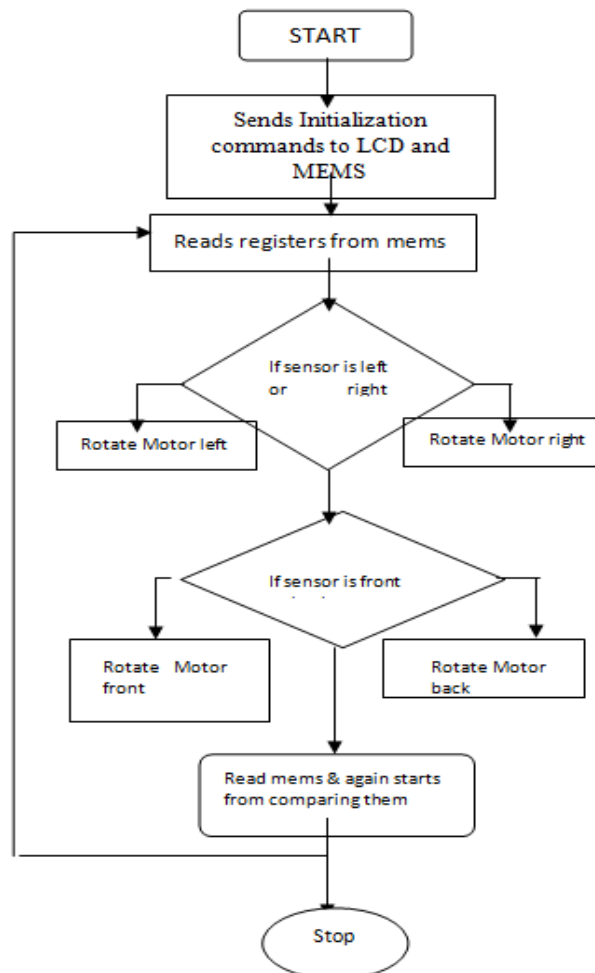 START
Sends Initialization
commands to LCD and
MEMS
Reads registers from mems
If sensor is left
or right
Rotate Motor left
Rotate Motor right
If sensor is front
Rotate Motor
front
Rotate Motor
back
Read mems & again starts
from comparing them
Stop